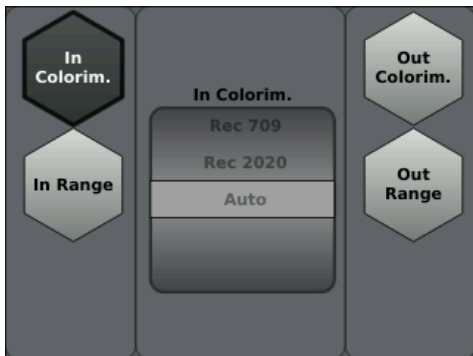 In
Colorim.
In Range
In Colorim.
Rec 709
Rec 2020
Auto
Out
Colorim.
Out
Range